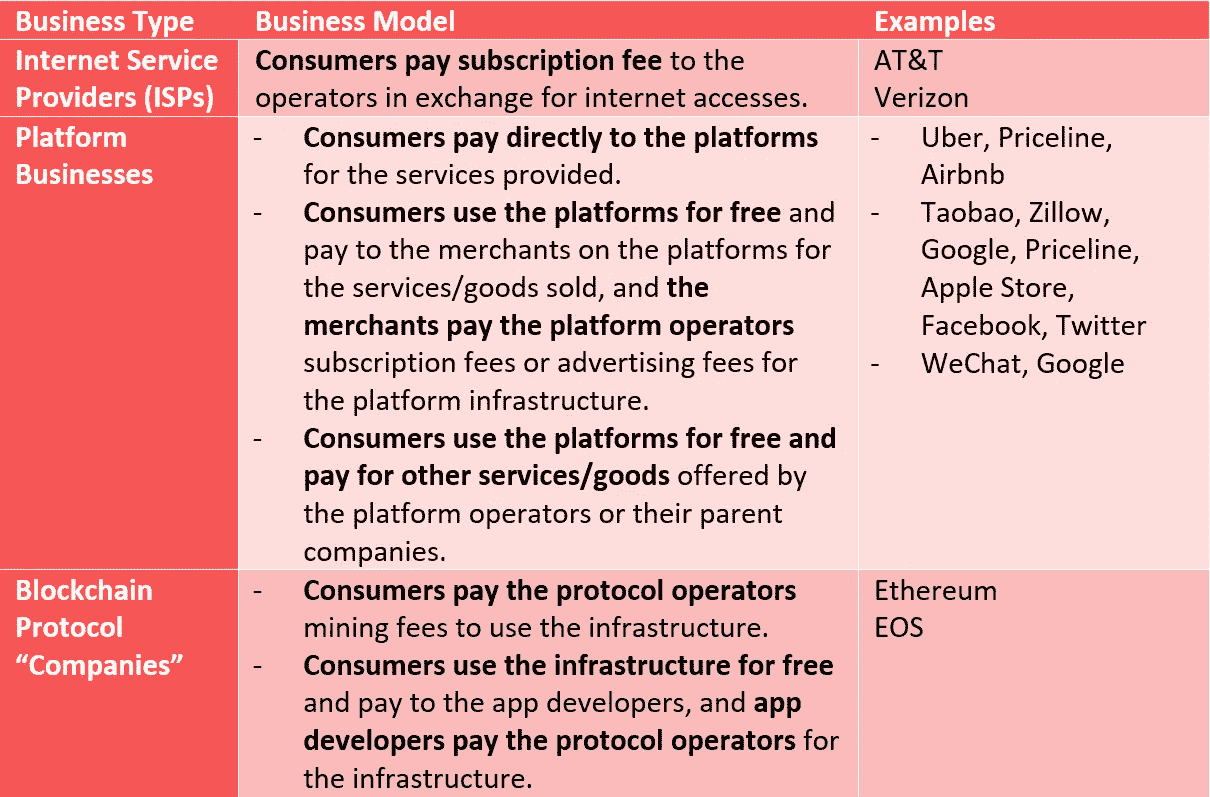 Business Type
Business Model
Examples
Internet Service
Providers (ISPs)
Consumers pay subscription fee to the
operators in exchange for internet accesses.
AT&T
Verizon
Platform
Businesses
- Consumers pay directly to the platforms
for the services provided.
- Consumers use the platforms for free and
pay to the merchants on the platforms for
the services/goods sold, and the
merchants pay the platform operators
subscription fees or advertising fees for
the platform infrastructure.
- Consumers use the platforms for free and
pay for other services/goods offered by
the platform operators or their parent
companies.
- Uber, Priceline,
Airbnb
- Taobao, Zillow,
Google, Priceline,
Apple Store,
Facebook, Twitter
- WeChat, Google
Blockchain
Protocol
“Companies”
- Consumers pay the protocol operators
mining fees to use the infrastructure.
- Consumers use the infrastructure for free
and pay to the app developers, and app
developers pay the protocol operators for
the infrastructure.
Ethereum
EOS